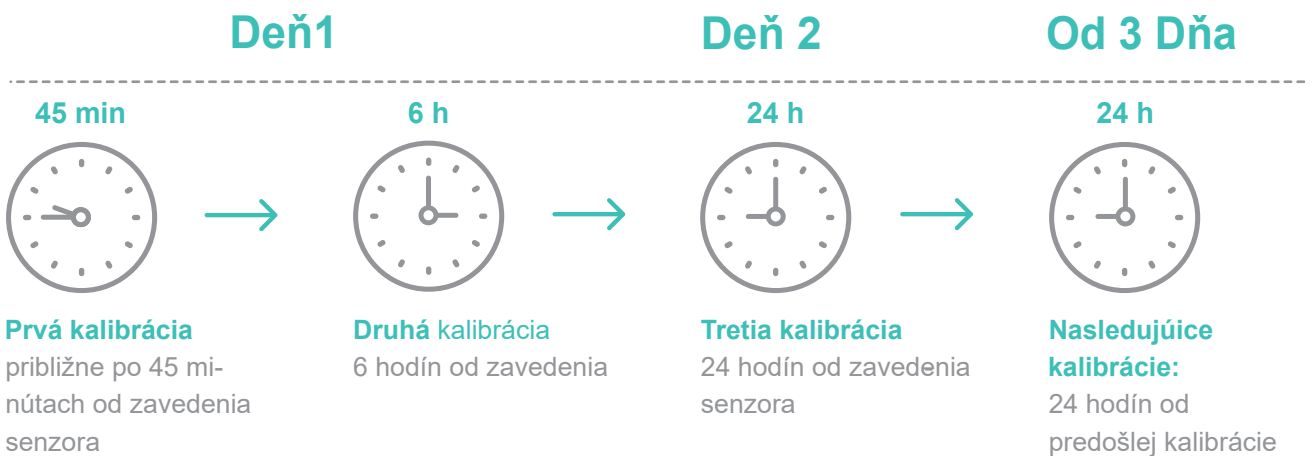 Deň1
Deň 2
Od 3 Dňa
45 min
6 h
24 h
24 h
Prvá kalibrácia
približne po 45 mi-
nútach od zavedenia
senzora
Druhá kalibrácia
6 hodín od zavedenia
Tretia kalibrácia
24 hodín od zavedenia
senzora
Nasledujúice
kalibrácie:
24 hodín od
predošlej kalibrácie